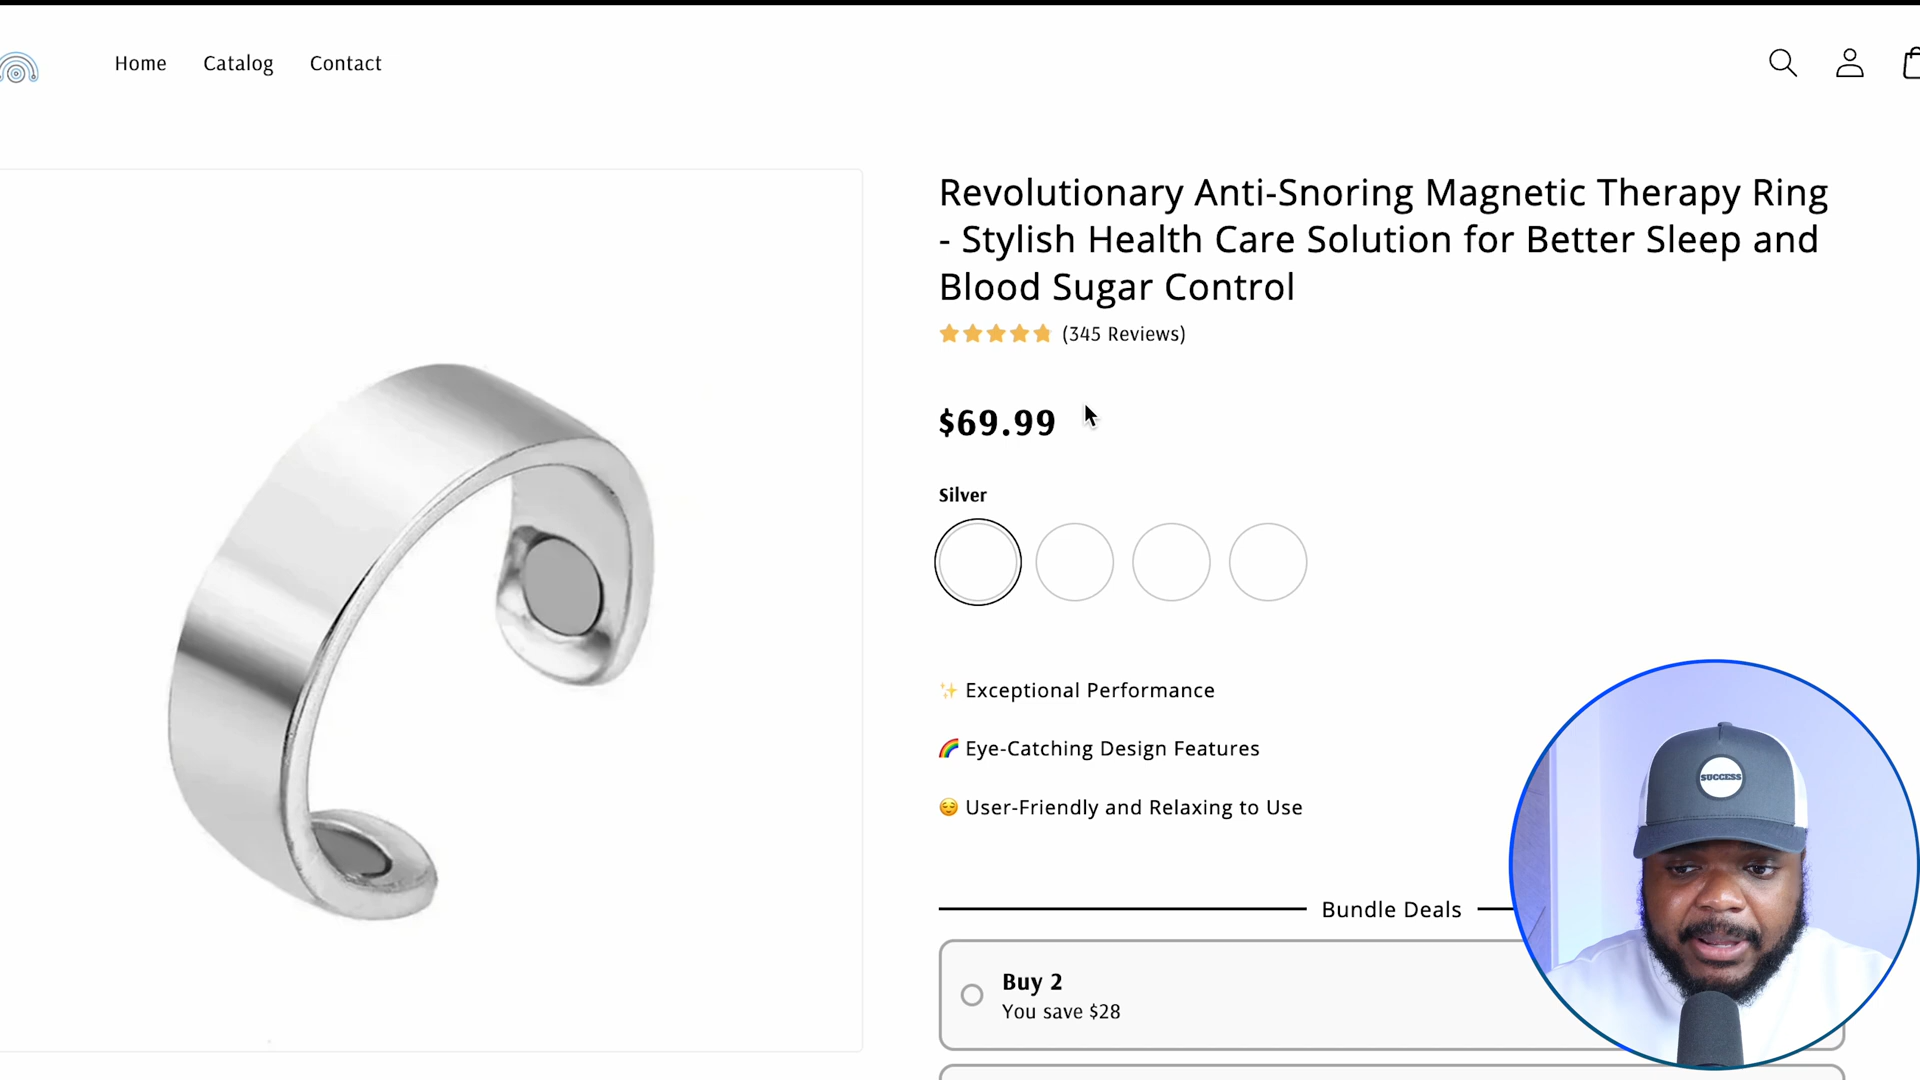 Home
Catalog
Contact
Revolutionary Anti-Snoring Magnetic Therapy Ring
- Stylish Health Care Solution for Better Sleep and
Blood Sugar Control
(345 Reviews)
$69.99
Silver
✨ Exceptional Performance
🌈 Eye-Catching Design Features
😌 User-Friendly and Relaxing to Use
Bundle Deals
Buy 2
You save $28
SUCCESS